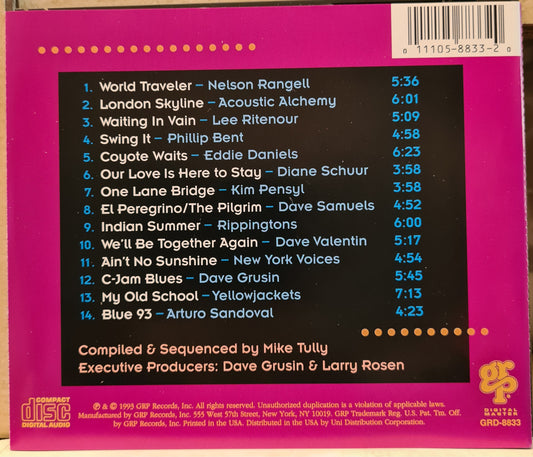 0 11105-8833-2 0
1. World Traveler – Nelson Rangell 5:36
2. London Skyline – Acoustic Alchemy 6:01
3. Waiting In Vain – Lee Ritenour 5:09
4. Swing It – Phillip Bent 4:58
5. Coyote Waits – Eddie Daniels 6:23
6. Our Love Is Here to Stay – Diane Schuur 3:58
7. One Lane Bridge – Kim Pensyl 3:58
8. El Peregrino/The Pilgrim – Dave Samuels 4:52
9. Indian Summer – Rippingtons 6:00
10. We'll Be Together Again – Dave Valentin 5:17
11. Ain't No Sunshine – New York Voices 4:54
12. C-Jam Blues – Dave Grusin 5:45
13. My Old School – Yellowjackets 7:13
14. Blue 93 – Arturo Sandoval 4:23
Compiled & Sequenced by Mike Tully
Executive Producers: Dave Grusin & Larry Rosen
COMPACT
disc
DIGITAL AUDIO
℗ & © 1993 GRP Records, Inc. All rights reserved. Unauthorized duplication is a violation of applicable laws.
Manufactured by GRP Records, Inc. 555 West 57th Street, New York, NY 10019. GRP Trademark Reg. U.S. Pat. Tm. Off.
by GRP Records, Inc. Printed in the USA. Distributed in the USA by Uni Distribution Corporation.
grp
DIGITAL
MASTER
GRD-8833